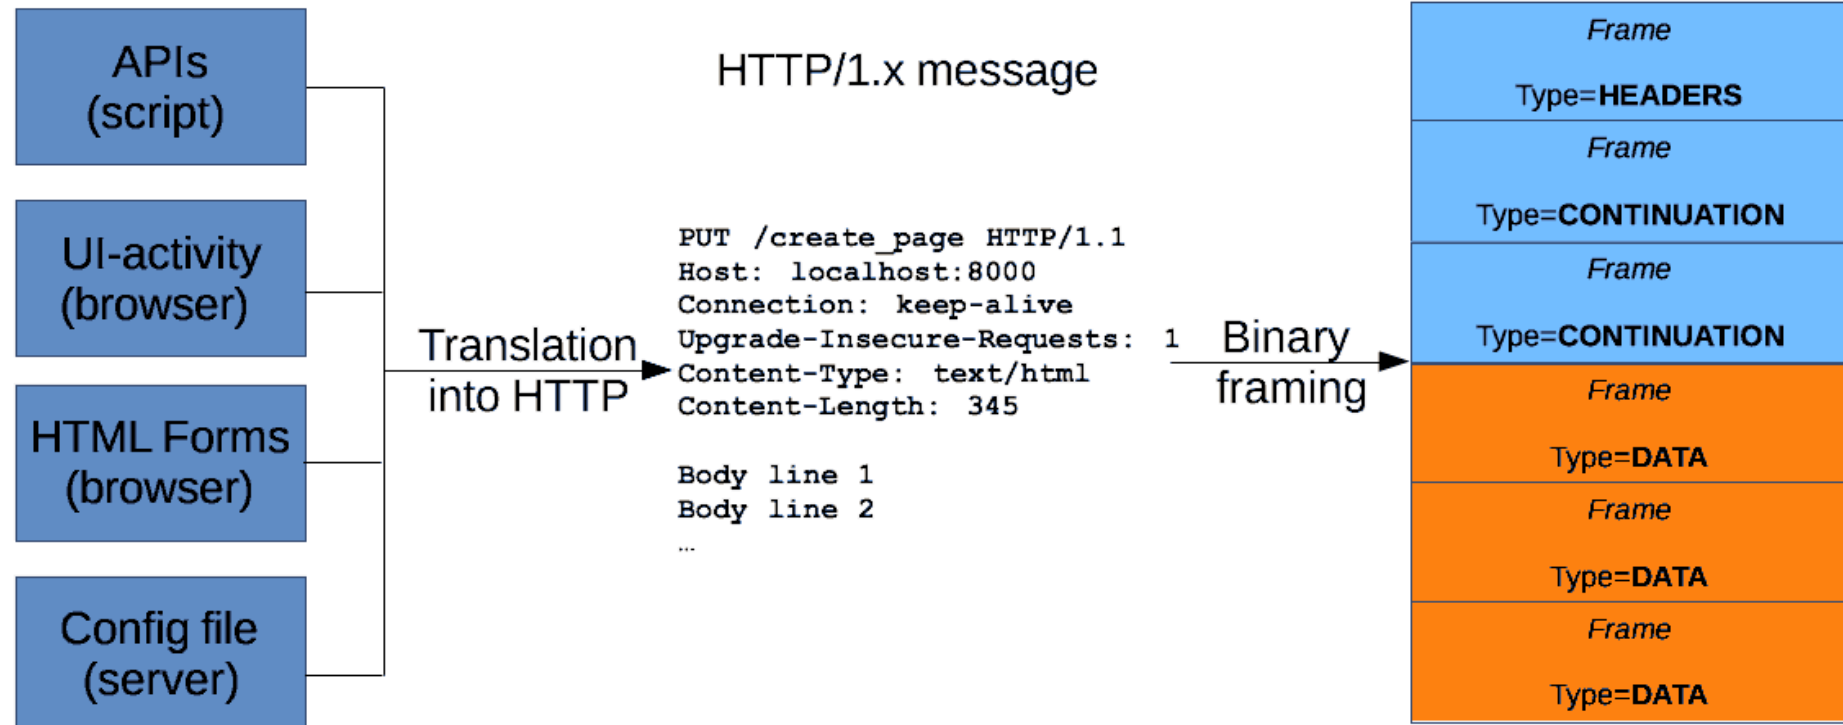 APIs
(script)
UI-activity
(browser)
HTML Forms
(browser)
Config file
(server)
Translation
into HTTP
HTTP/1.x message
PUT /create_page HTTP/1.1
Host: localhost:8000
Connection: keep-alive
Upgrade-Insecure-Requests: 1
Content-Type: text/html
Content-Length: 345
Body line 1
Body line 2
…
Binary
framing
Frame
Type=HEADERS
Frame
Type=CONTINUATION
Frame
Type=CONTINUATION
Frame
Type=DATA
Frame
Type=DATA
Frame
Type=DATA